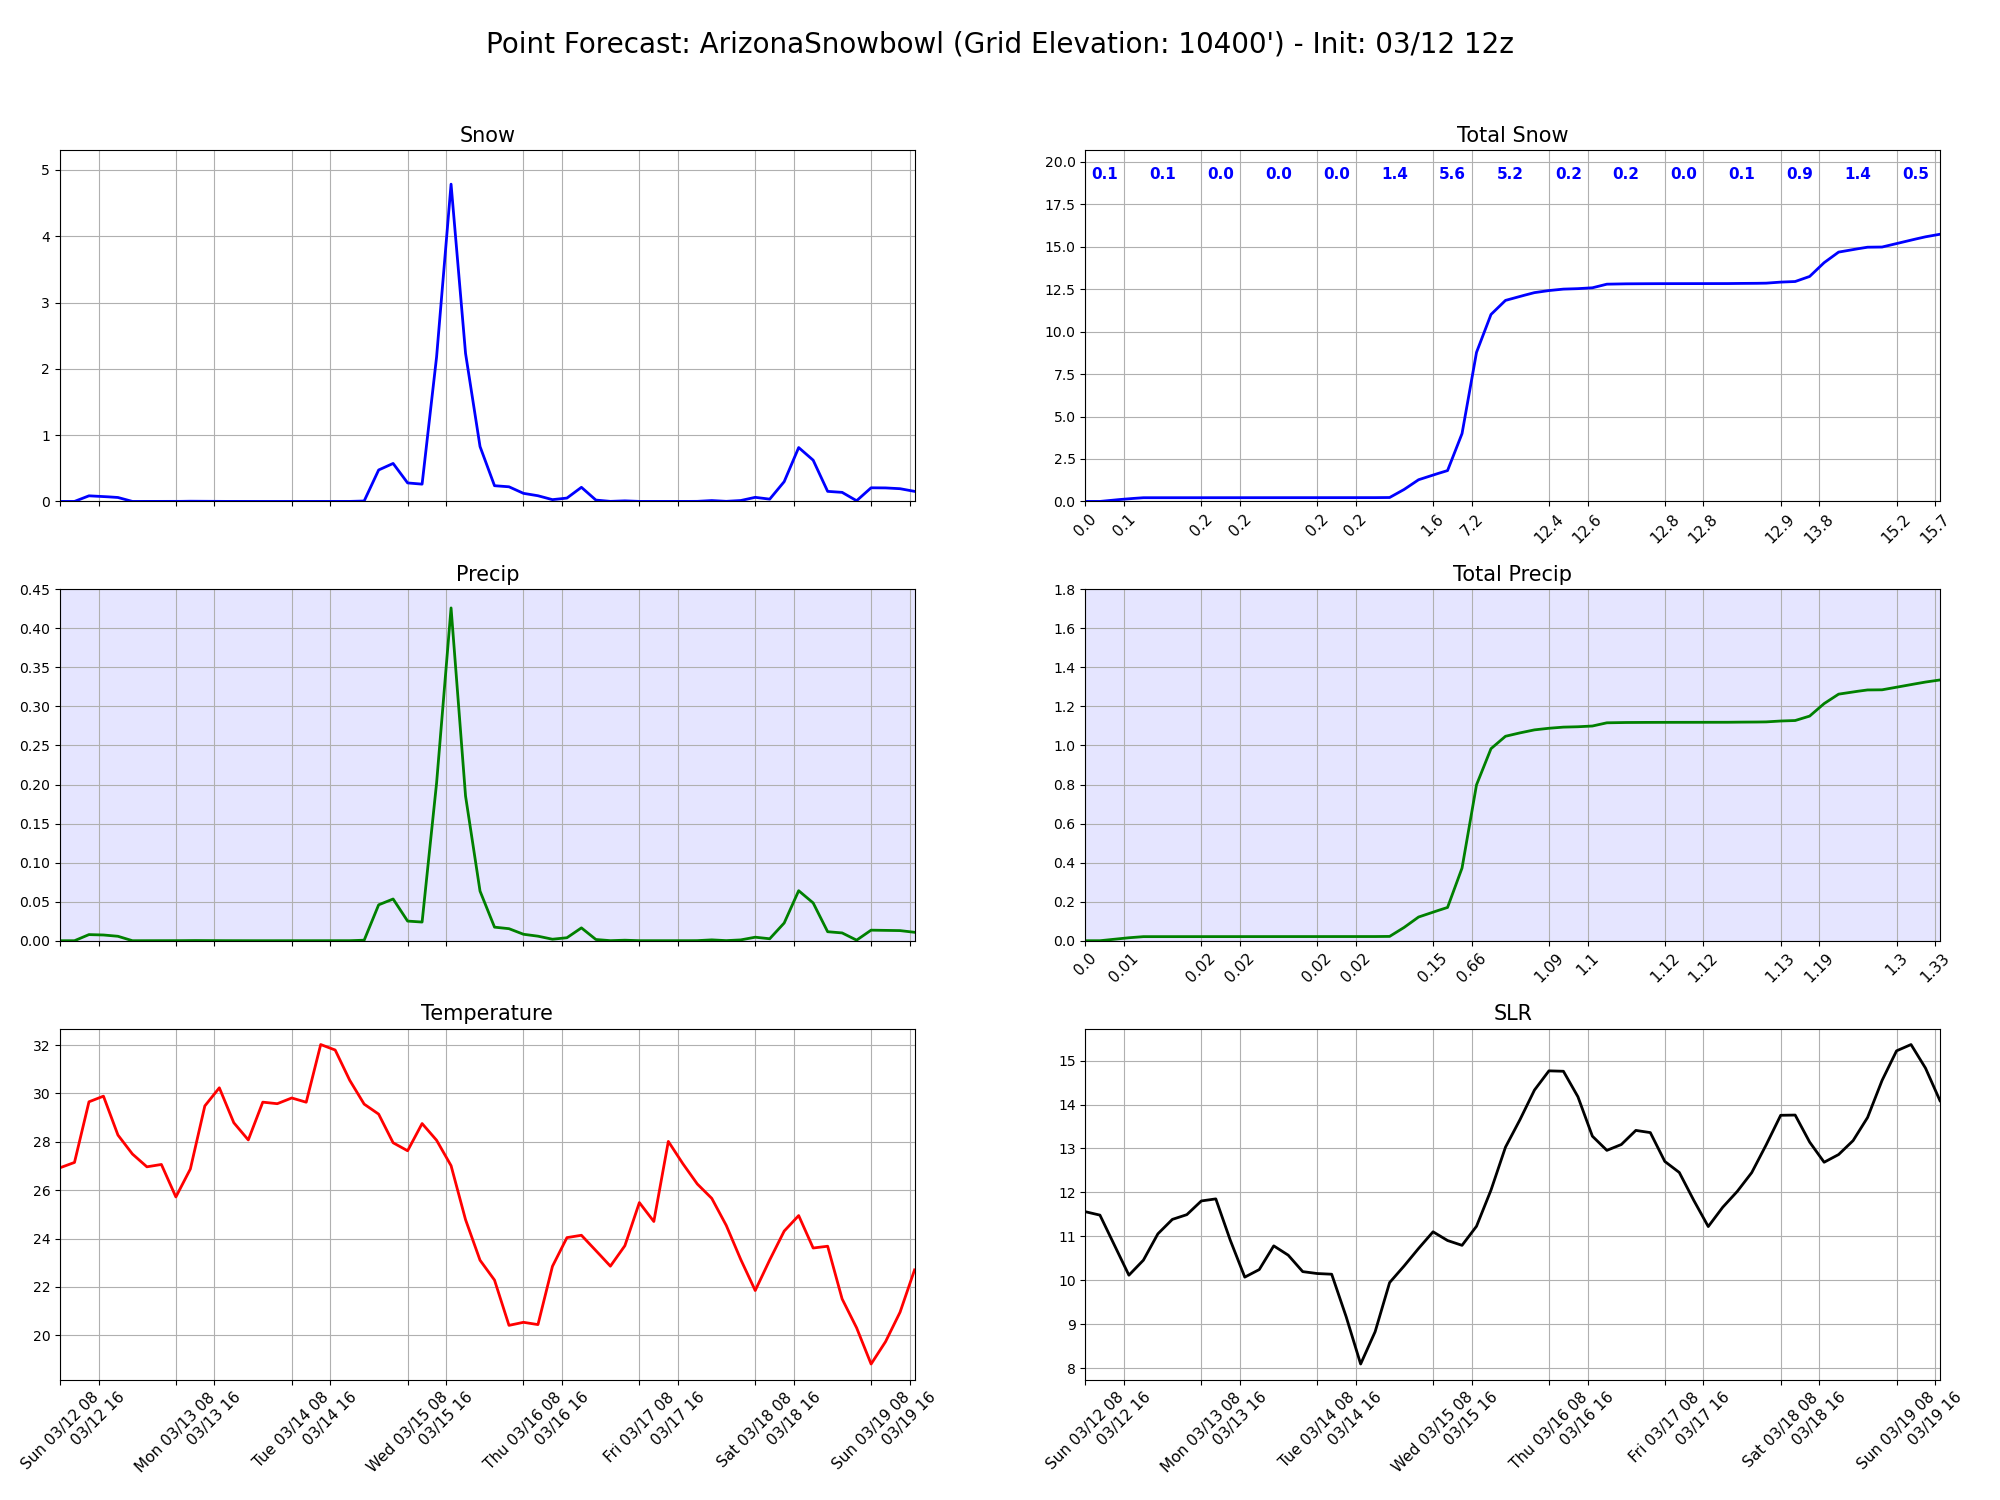 Point Forecast: ArizonaSnowbowl (Grid Elevation: 10400') - Init: 03/12 12z
Snow
5
4
3
2
1
0
Total Snow
0.1 0.1 0.0 0.0 0.0 1.4 5.6 5.2 0.2 0.2 0.0 0.1 0.9 1.4 0.5
20.0
17.5
15.0
12.5
10.0
7.5
5.0
2.5
0.0
0.0 0.1 0.2 0.2 0.2 0.2 1.6 7.2 12.4 12.6 12.8 12.8 12.9 13.8 15.2 15.7
Precip
0.45
0.40
0.35
0.30
0.25
0.20
0.15
0.10
0.05
0.00
Total Precip
1.8
1.6
1.4
1.2
1.0
0.8
0.6
0.4
0.2
0.0
0.0 0.01 0.02 0.02 0.02 0.02 0.15 0.66 1.09 1.1 1.12 1.12 1.13 1.19 1.3 1.33
Temperature
32
30
28
26
24
22
20
Sun 03/12 08
03/12 16
Mon 03/13 08
03/13 16
Tue 03/14 08
03/14 16
Wed 03/15 08
03/15 16
Thu 03/16 08
03/16 16
Fri 03/17 08
03/17 16
Sat 03/18 08
03/18 16
Sun 03/19 08
03/19 16
SLR
15
14
13
12
11
10
9
8
Sun 03/12 08
03/12 16
Mon 03/13 08
03/13 16
Tue 03/14 08
03/14 16
Wed 03/15 08
03/15 16
Thu 03/16 08
03/16 16
Fri 03/17 08
03/17 16
Sat 03/18 08
03/18 16
Sun 03/19 08
03/19 16